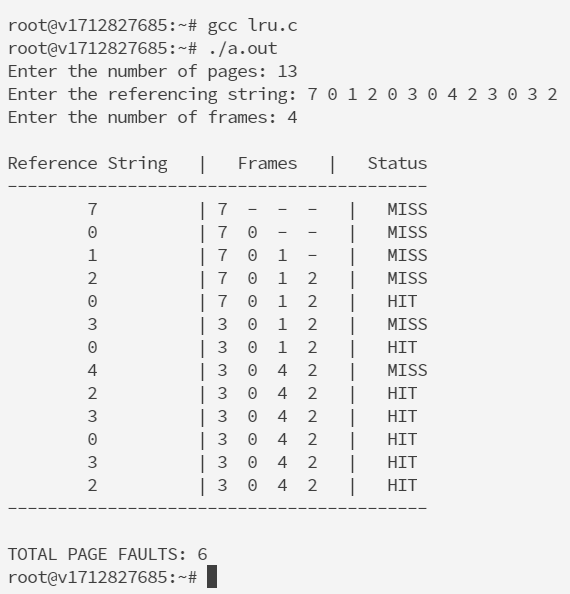 root@v1712827685:~# gcc lru.c
root@v1712827685:~# ./a.out
Enter the number of pages: 13
Enter the referencing string: 7 0 1 2 0 3 0 4 2 3 0 3 2
Enter the number of frames: 4
Reference String   |   Frames   |   Status
------------------------------------------
        7          | 7  -  -  -   |   MISS
        0          | 7  0  -  -   |   MISS
        1          | 7  0  1  -   |   MISS
        2          | 7  0  1  2   |   MISS
        0          | 7  0  1  2   |   HIT
        3          | 3  0  1  2   |   MISS
        0          | 3  0  1  2   |   HIT
        4          | 3  0  4  2   |   MISS
        2          | 3  0  4  2   |   HIT
        3          | 3  0  4  2   |   HIT
        0          | 3  0  4  2   |   HIT
        3          | 3  0  4  2   |   HIT
        2          | 3  0  4  2   |   HIT
------------------------------------------
TOTAL PAGE FAULTS: 6
root@v1712827685:~#